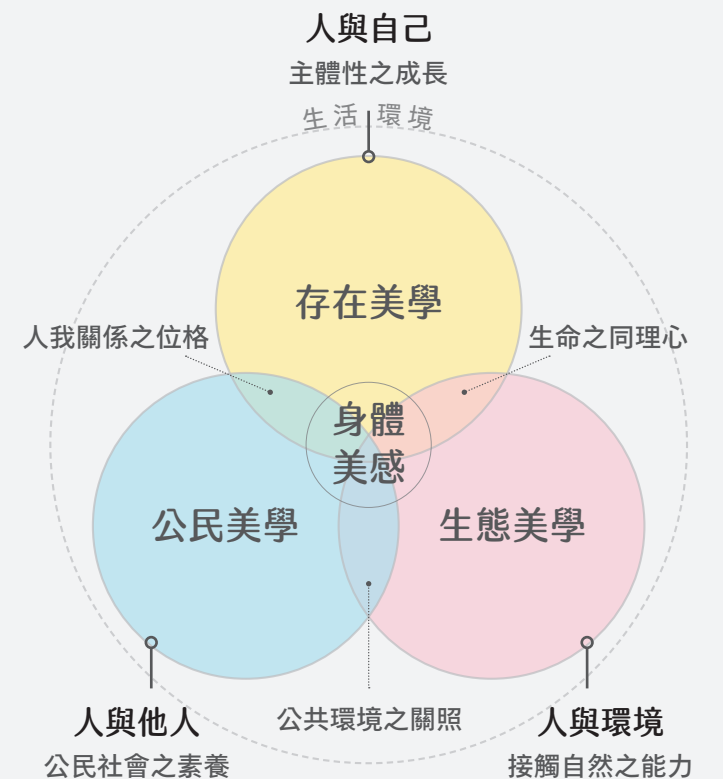 人與自己
主體性之成長
生活環境
存在美學
人我關係之位格
生命之同理心
身體
美感
公民美學
生態美學
人與他人
公民社會之素養
公共環境之關照
人與環境
接觸自然之能力